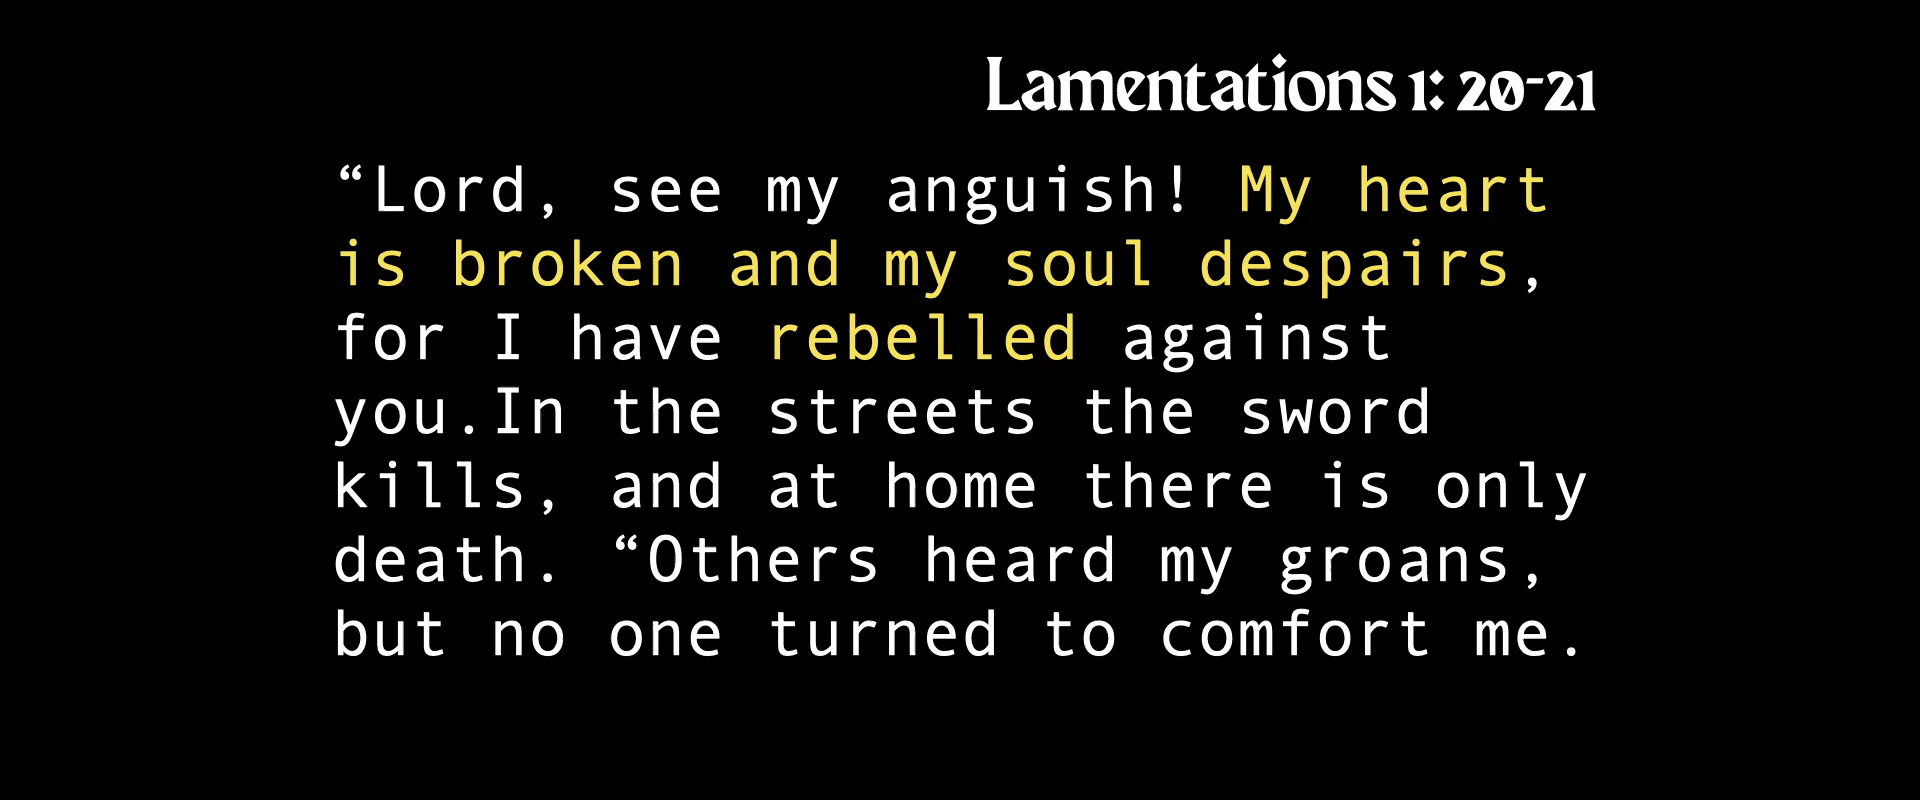 Lamentations 1: 20-21
“Lord, see my anguish! My heart
is broken and my soul despairs,
for I have rebelled against
you.In the streets the sword
kills, and at home there is only
death. “Others heard my groans,
but no one turned to comfort me.